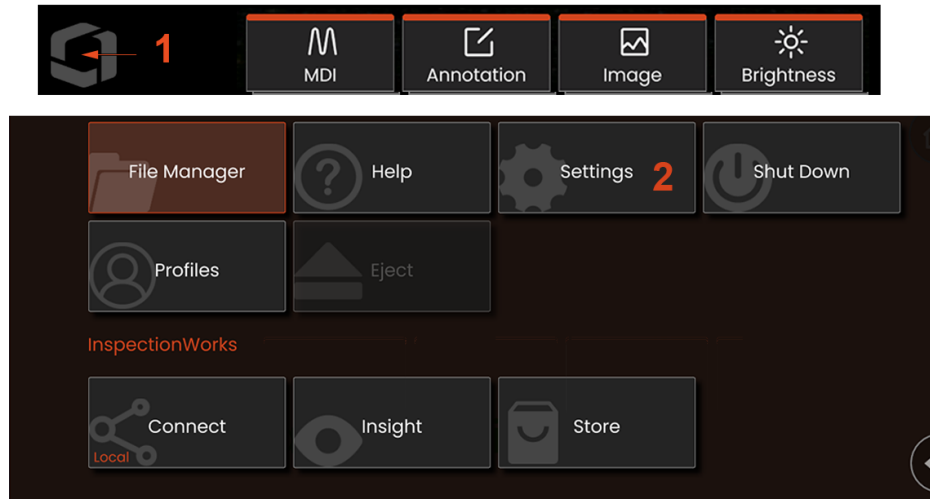 1
MDI
Annotation
Image
Brightness
File Manager
Help
Settings
2
Shut Down
Profiles
Eject
InspectionWorks
Connect
Local
Insight
Store